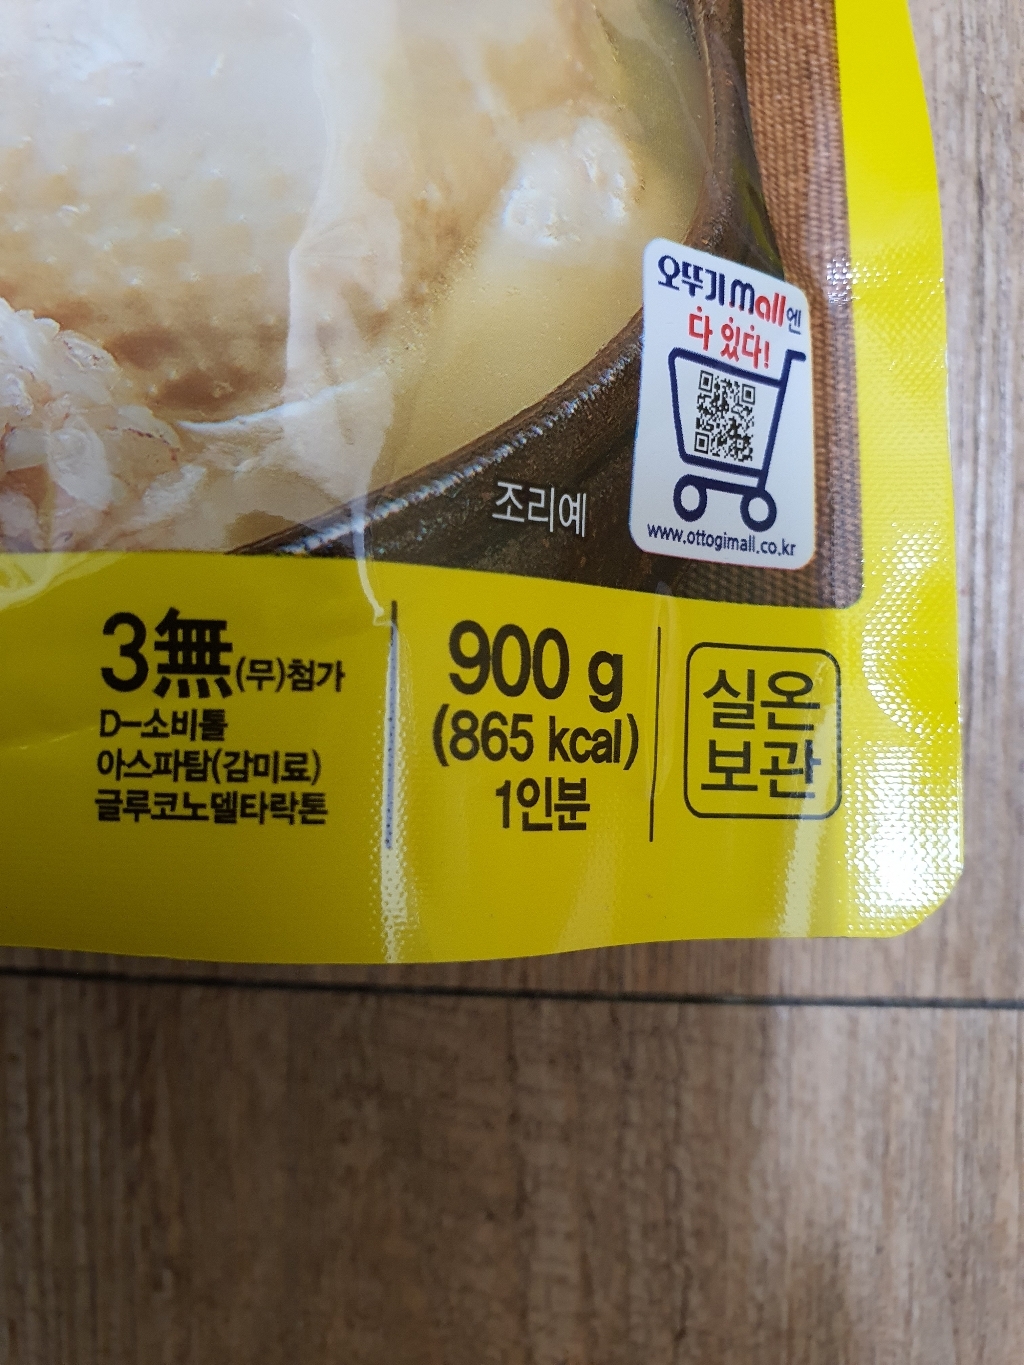 오뚜기mall엔
다 있다!
www.ottogimall.co.kr
조리예
3無(무)첨가
D-소비톨
아스파탐(감미료)
글루코노델타락톤
900 g
(865 kcal)
1인분
실온
보관